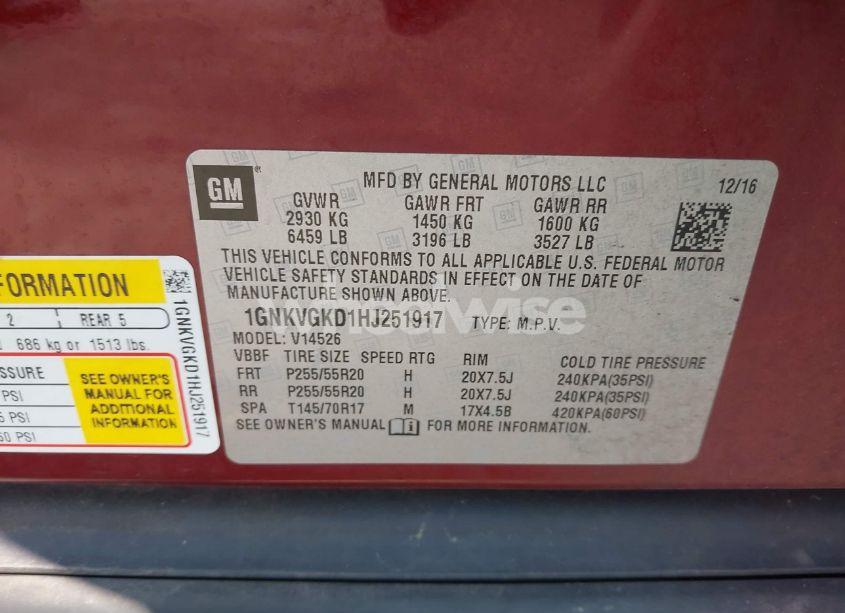 GM
MFD BY GENERAL MOTORS LLC 12/16
GVWR GAWR FRT GAWR RR
2930 KG 1450 KG 1600 KG
6459 LB 3196 LB 3527 LB
THIS VEHICLE CONFORMS TO ALL APPLICABLE U.S. FEDERAL MOTOR
VEHICLE SAFETY STANDARDS IN EFFECT ON THE DATE OF
MANUFACTURE SHOWN ABOVE.
1GNKVGKD1HJ251917 TYPE: M.P.V.
MODEL: V14526
VBBF TIRE SIZE SPEED RTG RIM COLD TIRE PRESSURE
FRT P255/55R20 H 20X7.5J 240KPA(35PSI)
RR P255/55R20 H 20X7.5J 240KPA(35PSI)
SPA T145/70R17 M 17X4.5B 420KPA(60PSI)
SEE OWNER'S MANUAL FOR MORE INFORMATION.
FORMATION
2 REAR 5
686 kg or 1513 lbs.
SSURE
PSI
PSI
PSI
SEE OWNER'S
MANUAL FOR
ADDITIONAL
INFORMATION
1GNKVGKD1HJ251917